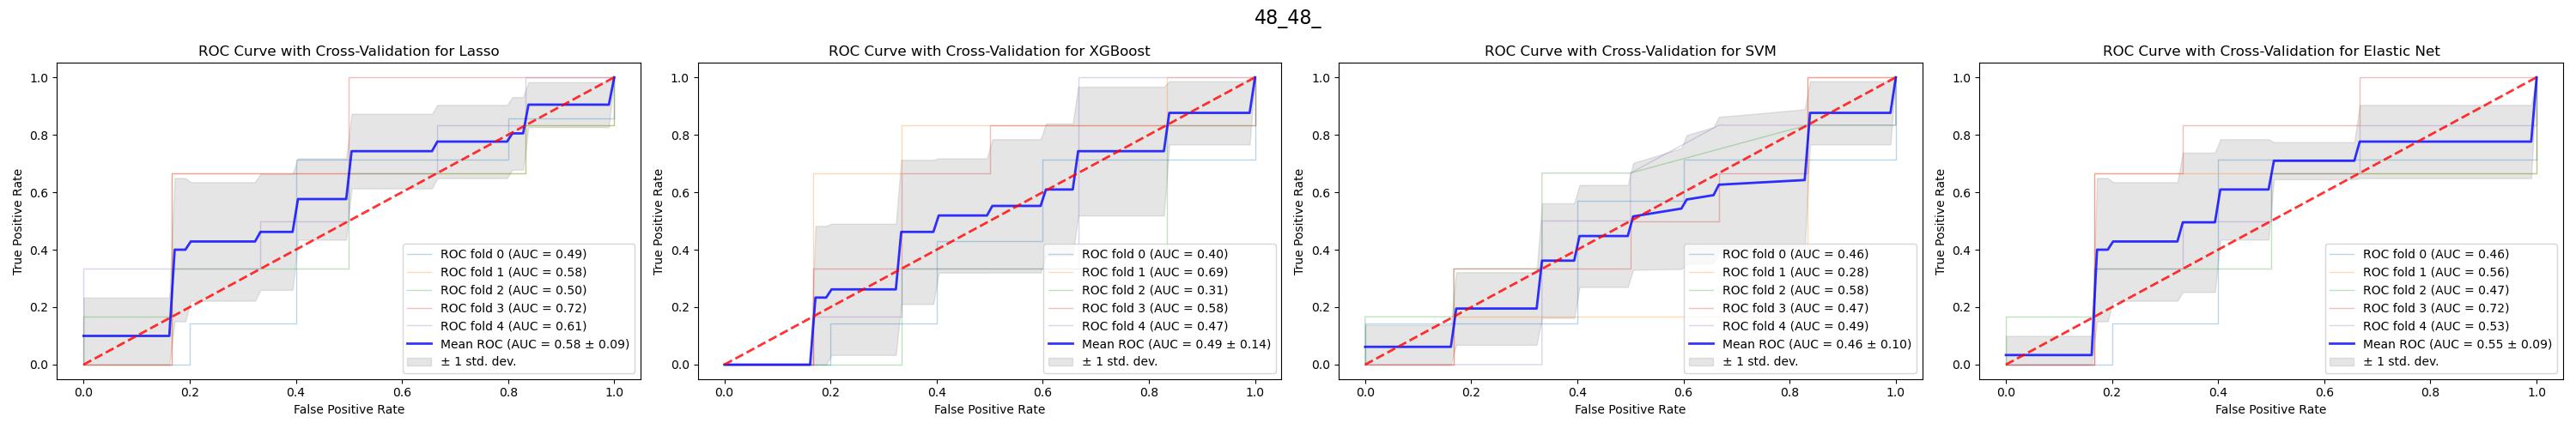 48_48_
ROC Curve with Cross-Validation for Lasso
True Positive Rate
1.0
0.8
0.6
0.4
0.2
0.0
ROC fold 0 (AUC = 0.49)
ROC fold 1 (AUC = 0.58)
ROC fold 2 (AUC = 0.50)
ROC fold 3 (AUC = 0.72)
ROC fold 4 (AUC = 0.61)
Mean ROC (AUC = 0.58 ± 0.09)
± 1 std. dev.
0.0 0.2 0.4 0.6 0.8 1.0
False Positive Rate
ROC Curve with Cross-Validation for XGBoost
True Positive Rate
1.0
0.8
0.6
0.4
0.2
0.0
ROC fold 0 (AUC = 0.40)
ROC fold 1 (AUC = 0.69)
ROC fold 2 (AUC = 0.31)
ROC fold 3 (AUC = 0.58)
ROC fold 4 (AUC = 0.47)
Mean ROC (AUC = 0.49 ± 0.14)
± 1 std. dev.
0.0 0.2 0.4 0.6 0.8 1.0
False Positive Rate
ROC Curve with Cross-Validation for SVM
True Positive Rate
1.0
0.8
0.6
0.4
0.2
0.0
ROC fold 0 (AUC = 0.46)
ROC fold 1 (AUC = 0.28)
ROC fold 2 (AUC = 0.58)
ROC fold 3 (AUC = 0.47)
ROC fold 4 (AUC = 0.49)
Mean ROC (AUC = 0.46 ± 0.10)
± 1 std. dev.
0.0 0.2 0.4 0.6 0.8 1.0
False Positive Rate
ROC Curve with Cross-Validation for Elastic Net
True Positive Rate
1.0
0.8
0.6
0.4
0.2
0.0
ROC fold 0 (AUC = 0.46)
ROC fold 1 (AUC = 0.56)
ROC fold 2 (AUC = 0.47)
ROC fold 3 (AUC = 0.72)
ROC fold 4 (AUC = 0.53)
Mean ROC (AUC = 0.55 ± 0.09)
± 1 std. dev.
0.0 0.2 0.4 0.6 0.8 1.0
False Positive Rate